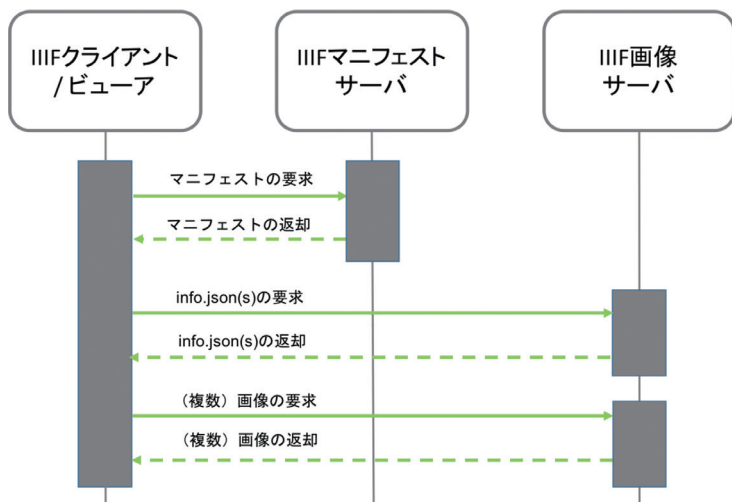 IIIFクライアント
/ ビューア
IIIFマニフェスト
サーバ
IIIF画像
サーバ
マニフェストの要求
マニフェストの返却
info.json(s)の要求
info.json(s)の返却
（複数）画像の要求
（複数）画像の返却